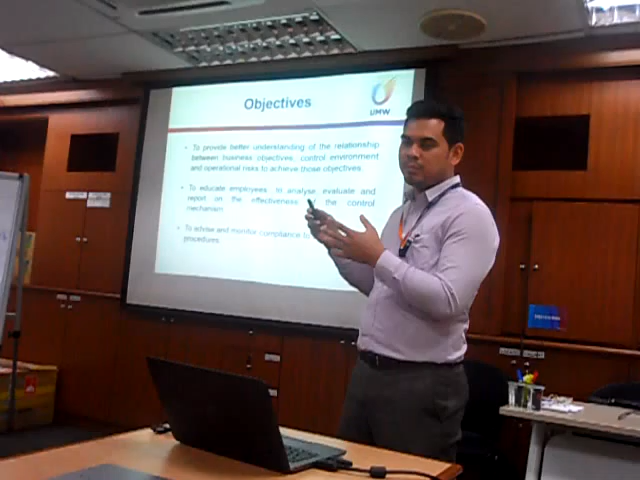 Objectives
UMW
• To provide better understanding of the relationship
between business objectives, control environment
and operational risks to achieve those objectives
• To educate employees to analyse, evaluate and
report on the effectiveness the control
mechanism
• To advise and monitor compliance to
procedures